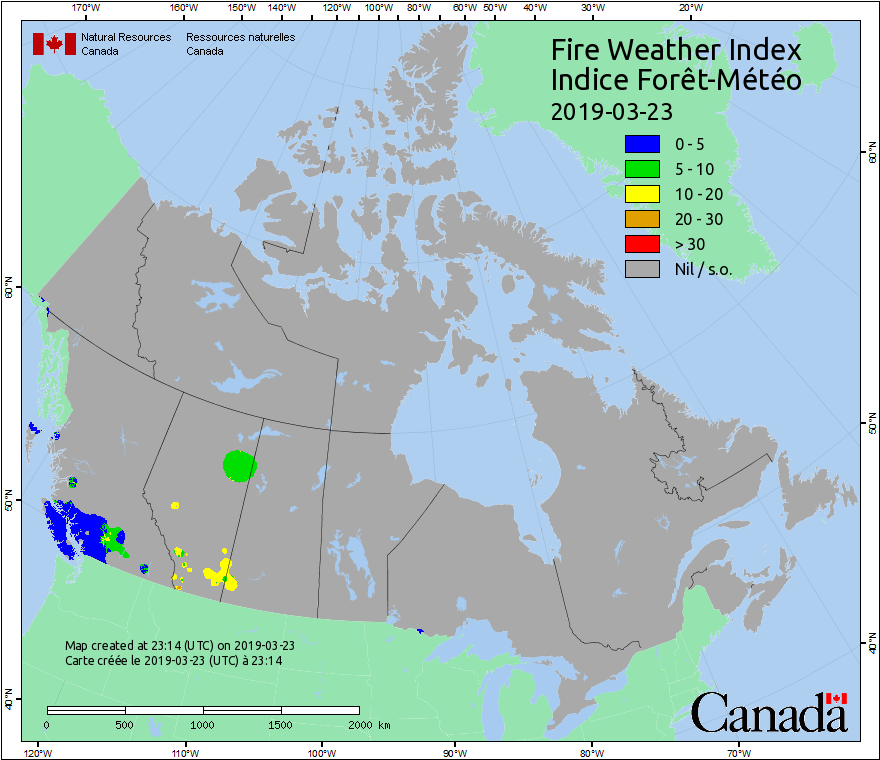 170°W 160°W 150°W 140°W 130°W 120°W 110°W 100°W 90°W 80°W 60°W 50°W 40°W 30°W 20°W
Natural Resources Canada
Ressources naturelles Canada
Fire Weather Index
Indice Forêt-Météo
2019-03-23
0 - 5
5 - 10
10 - 20
20 - 30
> 30
Nil / s.o.
60°N
50°N
40°N
60°N
50°N
40°N
Map created at 23:14 (UTC) on 2019-03-23
Carte créée le 2019-03-23 (UTC) à 23:14
0 500 1000 1500 2000 km
Canada
120°W 110°W 100°W 90°W 80°W 70°W